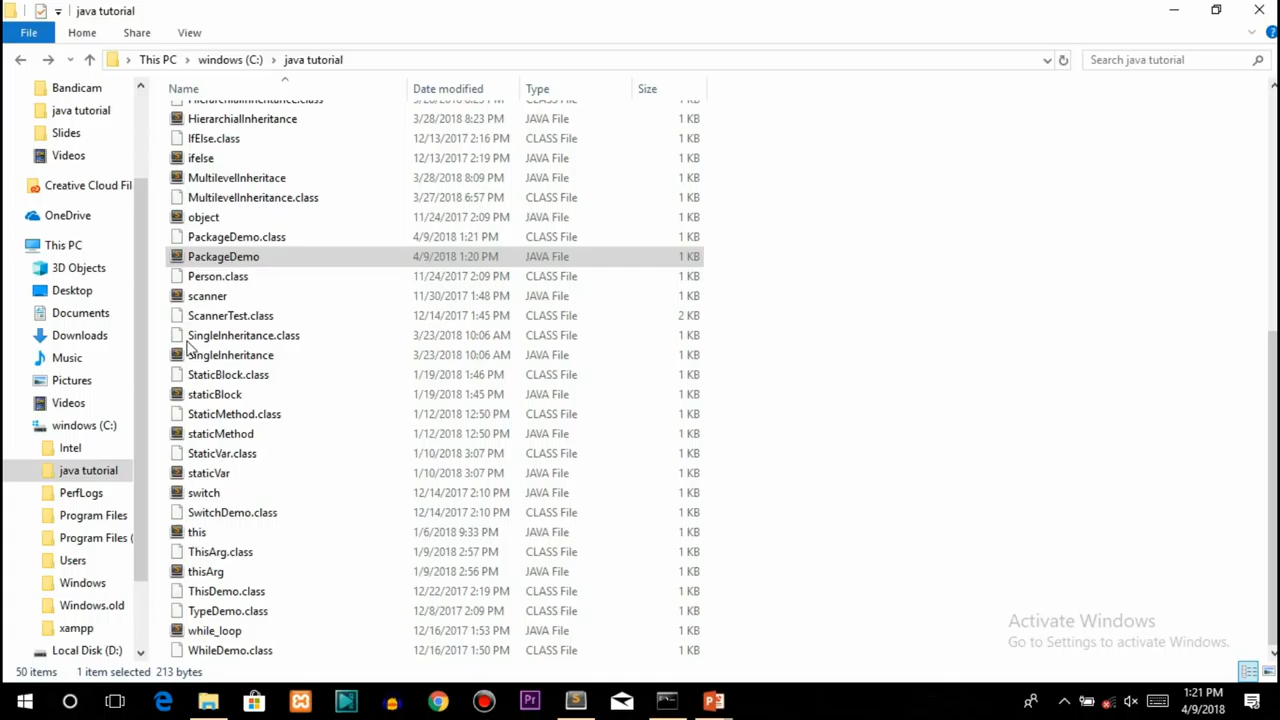 java tutorial
File Home Share View
This PC windows (C:) java tutorial Search java tutorial
Name Date modified Type Size
Bandicam
java tutorial
Slides
Videos
Creative Cloud Fil
OneDrive
This PC
3D Objects
Desktop
Documents
Downloads
Music
Pictures
Videos
windows (C:)
Intel
java tutorial
PerfLogs
Program Files
Program Files (
Users
Windows
Windows.old
xampp
Local Disk (D:)
HierarchialInheritance.class 3/28/2018 8:23 PM CLASS File 1 KB
HierarchialInheritance 3/28/2018 8:23 PM JAVA File 1 KB
IfElse.class 12/13/2017 2:16 PM CLASS File 1 KB
ifelse 12/13/2017 2:19 PM JAVA File 1 KB
MultilevelInheritace 3/28/2018 8:09 PM JAVA File 1 KB
MultilevelInheritance.class 3/27/2018 6:57 PM CLASS File 1 KB
object 11/24/2017 2:09 PM JAVA File 1 KB
PackageDemo.class 4/9/2018 1:21 PM CLASS File 1 KB
PackageDemo 4/9/2018 1:20 PM JAVA File 1 KB
Person.class 11/24/2017 2:09 PM CLASS File 1 KB
scanner 11/30/2017 1:48 PM JAVA File 1 KB
ScannerTest.class 12/14/2017 1:45 PM CLASS File 2 KB
SingleInheritance.class 3/23/2018 10:06 AM CLASS File 1 KB
SingleInheritance 3/23/2018 10:06 AM JAVA File 1 KB
StaticBlock.class 1/19/2018 1:46 PM CLASS File 1 KB
staticBlock 1/19/2018 1:45 PM JAVA File 1 KB
StaticMethod.class 1/12/2018 12:50 PM CLASS File 1 KB
staticMethod 1/12/2018 12:50 PM JAVA File 1 KB
StaticVar.class 1/10/2018 3:07 PM CLASS File 1 KB
staticVar 1/10/2018 3:07 PM JAVA File 1 KB
switch 12/14/2017 2:10 PM JAVA File 1 KB
SwitchDemo.class 12/14/2017 2:10 PM CLASS File 1 KB
this 1/6/2018 9:33 PM JAVA File 1 KB
ThisArg.class 1/9/2018 2:57 PM CLASS File 1 KB
thisArg 1/9/2018 2:56 PM JAVA File 1 KB
ThisDemo.class 12/22/2017 2:19 PM CLASS File 1 KB
TypeDemo.class 12/8/2017 2:09 PM CLASS File 1 KB
while_loop 12/16/2017 1:53 PM JAVA File 1 KB
WhileDemo.class 12/16/2017 1:50 PM CLASS File 1 KB
Activate Windows
Go to Settings to activate Windows.
50 items 1 item selected 213 bytes
1:21 PM
4/9/2018